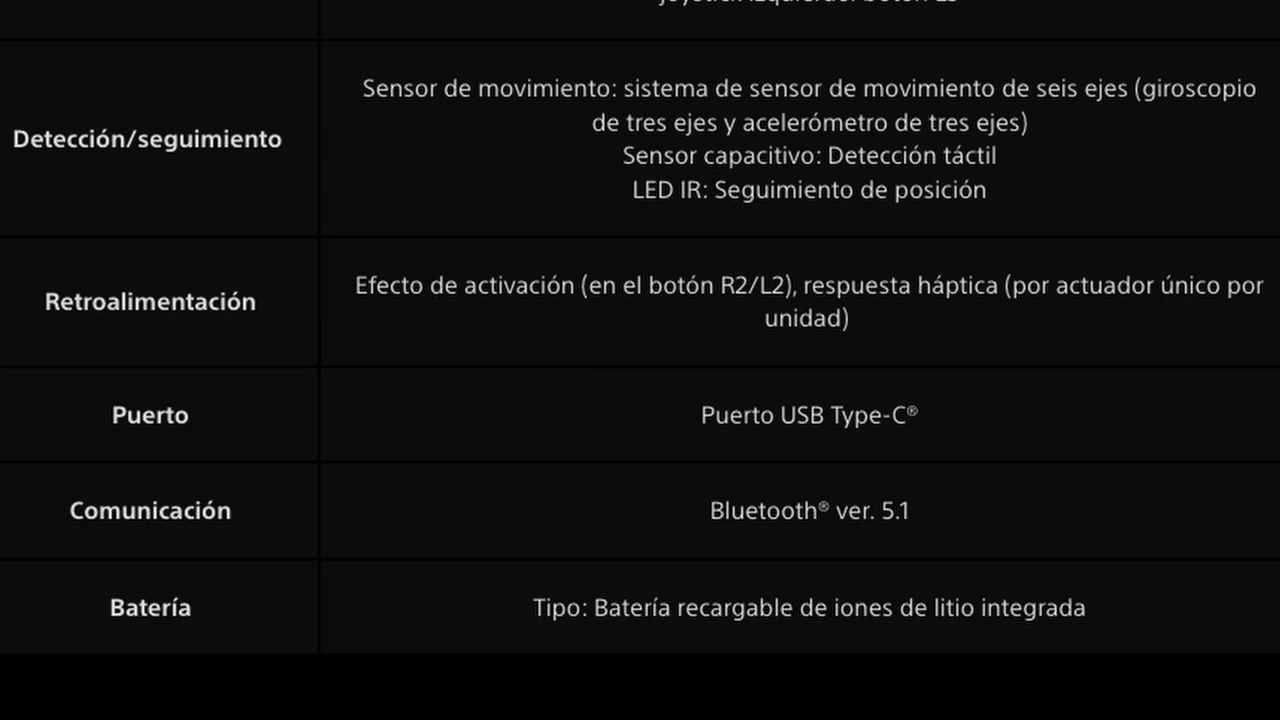 Detección/seguimiento
Sensor de movimiento: sistema de sensor de movimiento de seis ejes (giroscopio
de tres ejes y acelerómetro de tres ejes)
Sensor capacitivo: Detección táctil
LED IR: Seguimiento de posición
Retroalimentación
Efecto de activación (en el botón R2/L2), respuesta háptica (por actuador único por
unidad)
Puerto
Puerto USB Type-C®
Comunicación
Bluetooth® ver. 5.1
Batería
Tipo: Batería recargable de iones de litio integrada